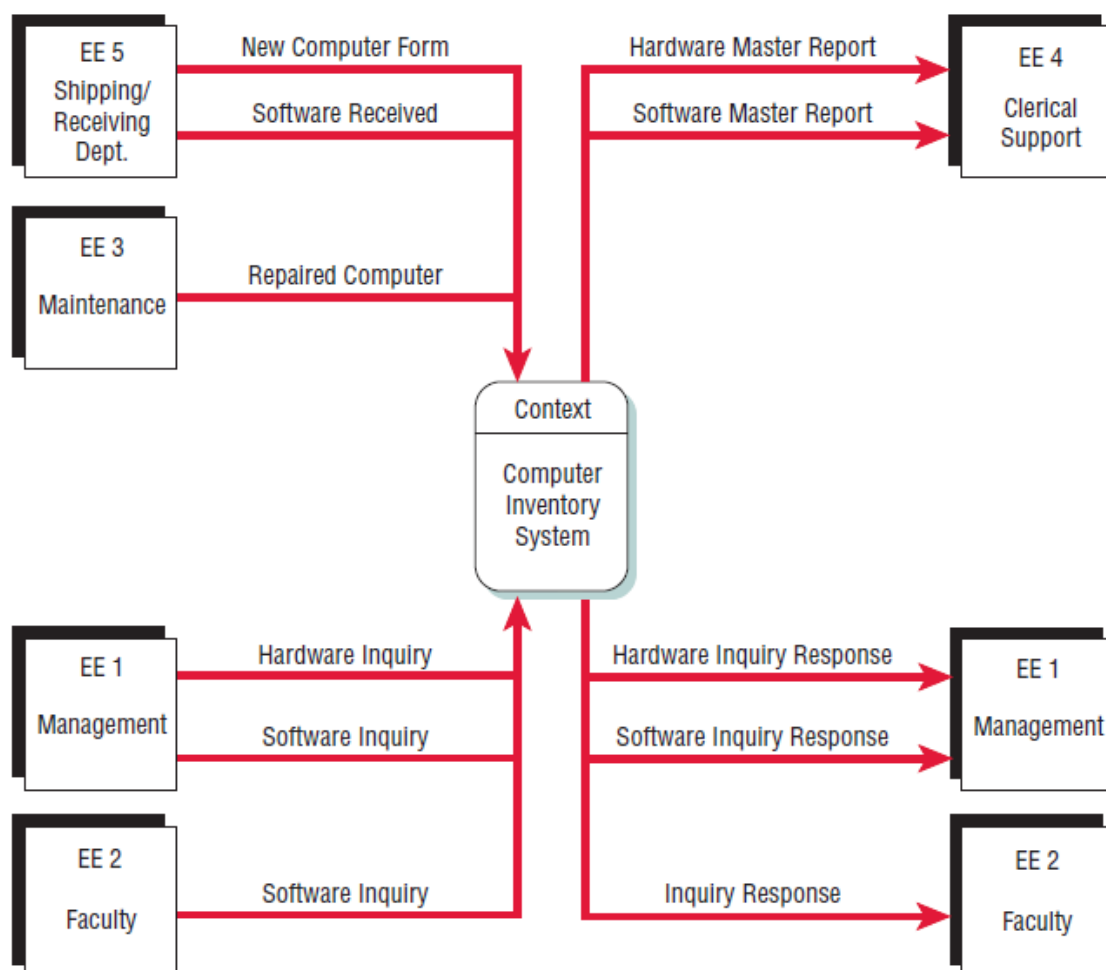 EE 5
Shipping/
Receiving
Dept.
New Computer Form
Software Received
Hardware Master Report
Software Master Report
EE 4
Clerical
Support
EE 3
Maintenance
Repaired Computer
Context
Computer
Inventory
System
EE 1
Management
Hardware Inquiry
Software Inquiry
Hardware Inquiry Response
Software Inquiry Response
EE 1
Management
EE 2
Faculty
Software Inquiry
Inquiry Response
EE 2
Faculty